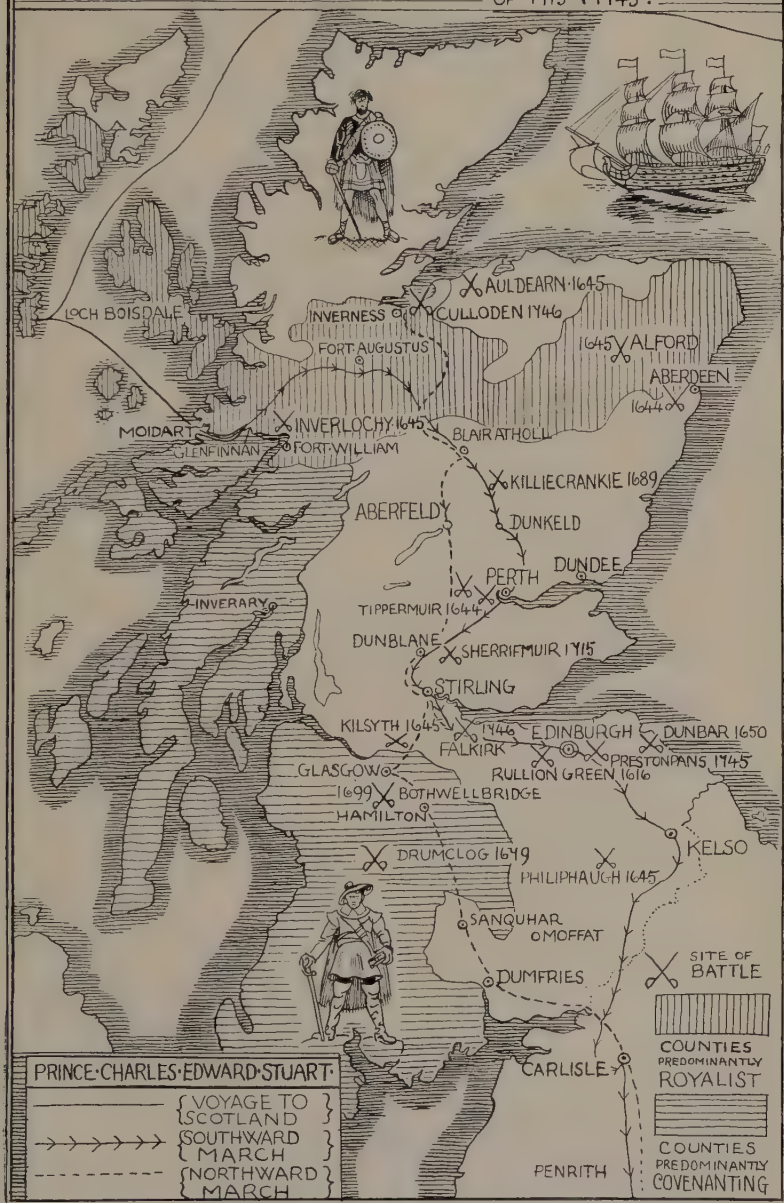 OF 1715 & 1745.
AULDEARN·1645
INVERNESS
CULLODEN 1746
LOCH BOISDALE
FORT AUGUSTUS
1645 ALFORD
ABERDEEN
1644
MOIDART
INVERLOCHY 1645
GLENFINNAN
FORT·WILLIAM
BLAIR ATHOLL
KILLIECRANKIE 1689
ABERFELD
DUNKELD
DUNDEE
PERTH
TIPPERMUIR 1644
INVERARY
DUNBLANE
SHERRIFMUIR 1715
STIRLING
KILSYTH 1645
1746
FALKIRK
EDINBURGH
DUNBAR 1650
PRESTONPANS 1745
RULLION GREEN 1616
GLASGOW
1699
BOTHWELLBRIDGE
HAMILTON
DRUMCLOG 1679
KELSO
PHILIPHAUGH 1645
SANQUHAR
MOFFAT
DUMFRIES
SITE OF
BATTLE
COUNTIES
PREDOMINANTLY
ROYALIST
CARLISLE
COUNTIES
PREDOMINANTLY
COVENANTING
PENRITH
PRINCE·CHARLES·EDWARD·STUART·
VOYAGE TO
SCOTLAND
SOUTHWARD
MARCH
NORTHWARD
MARCH